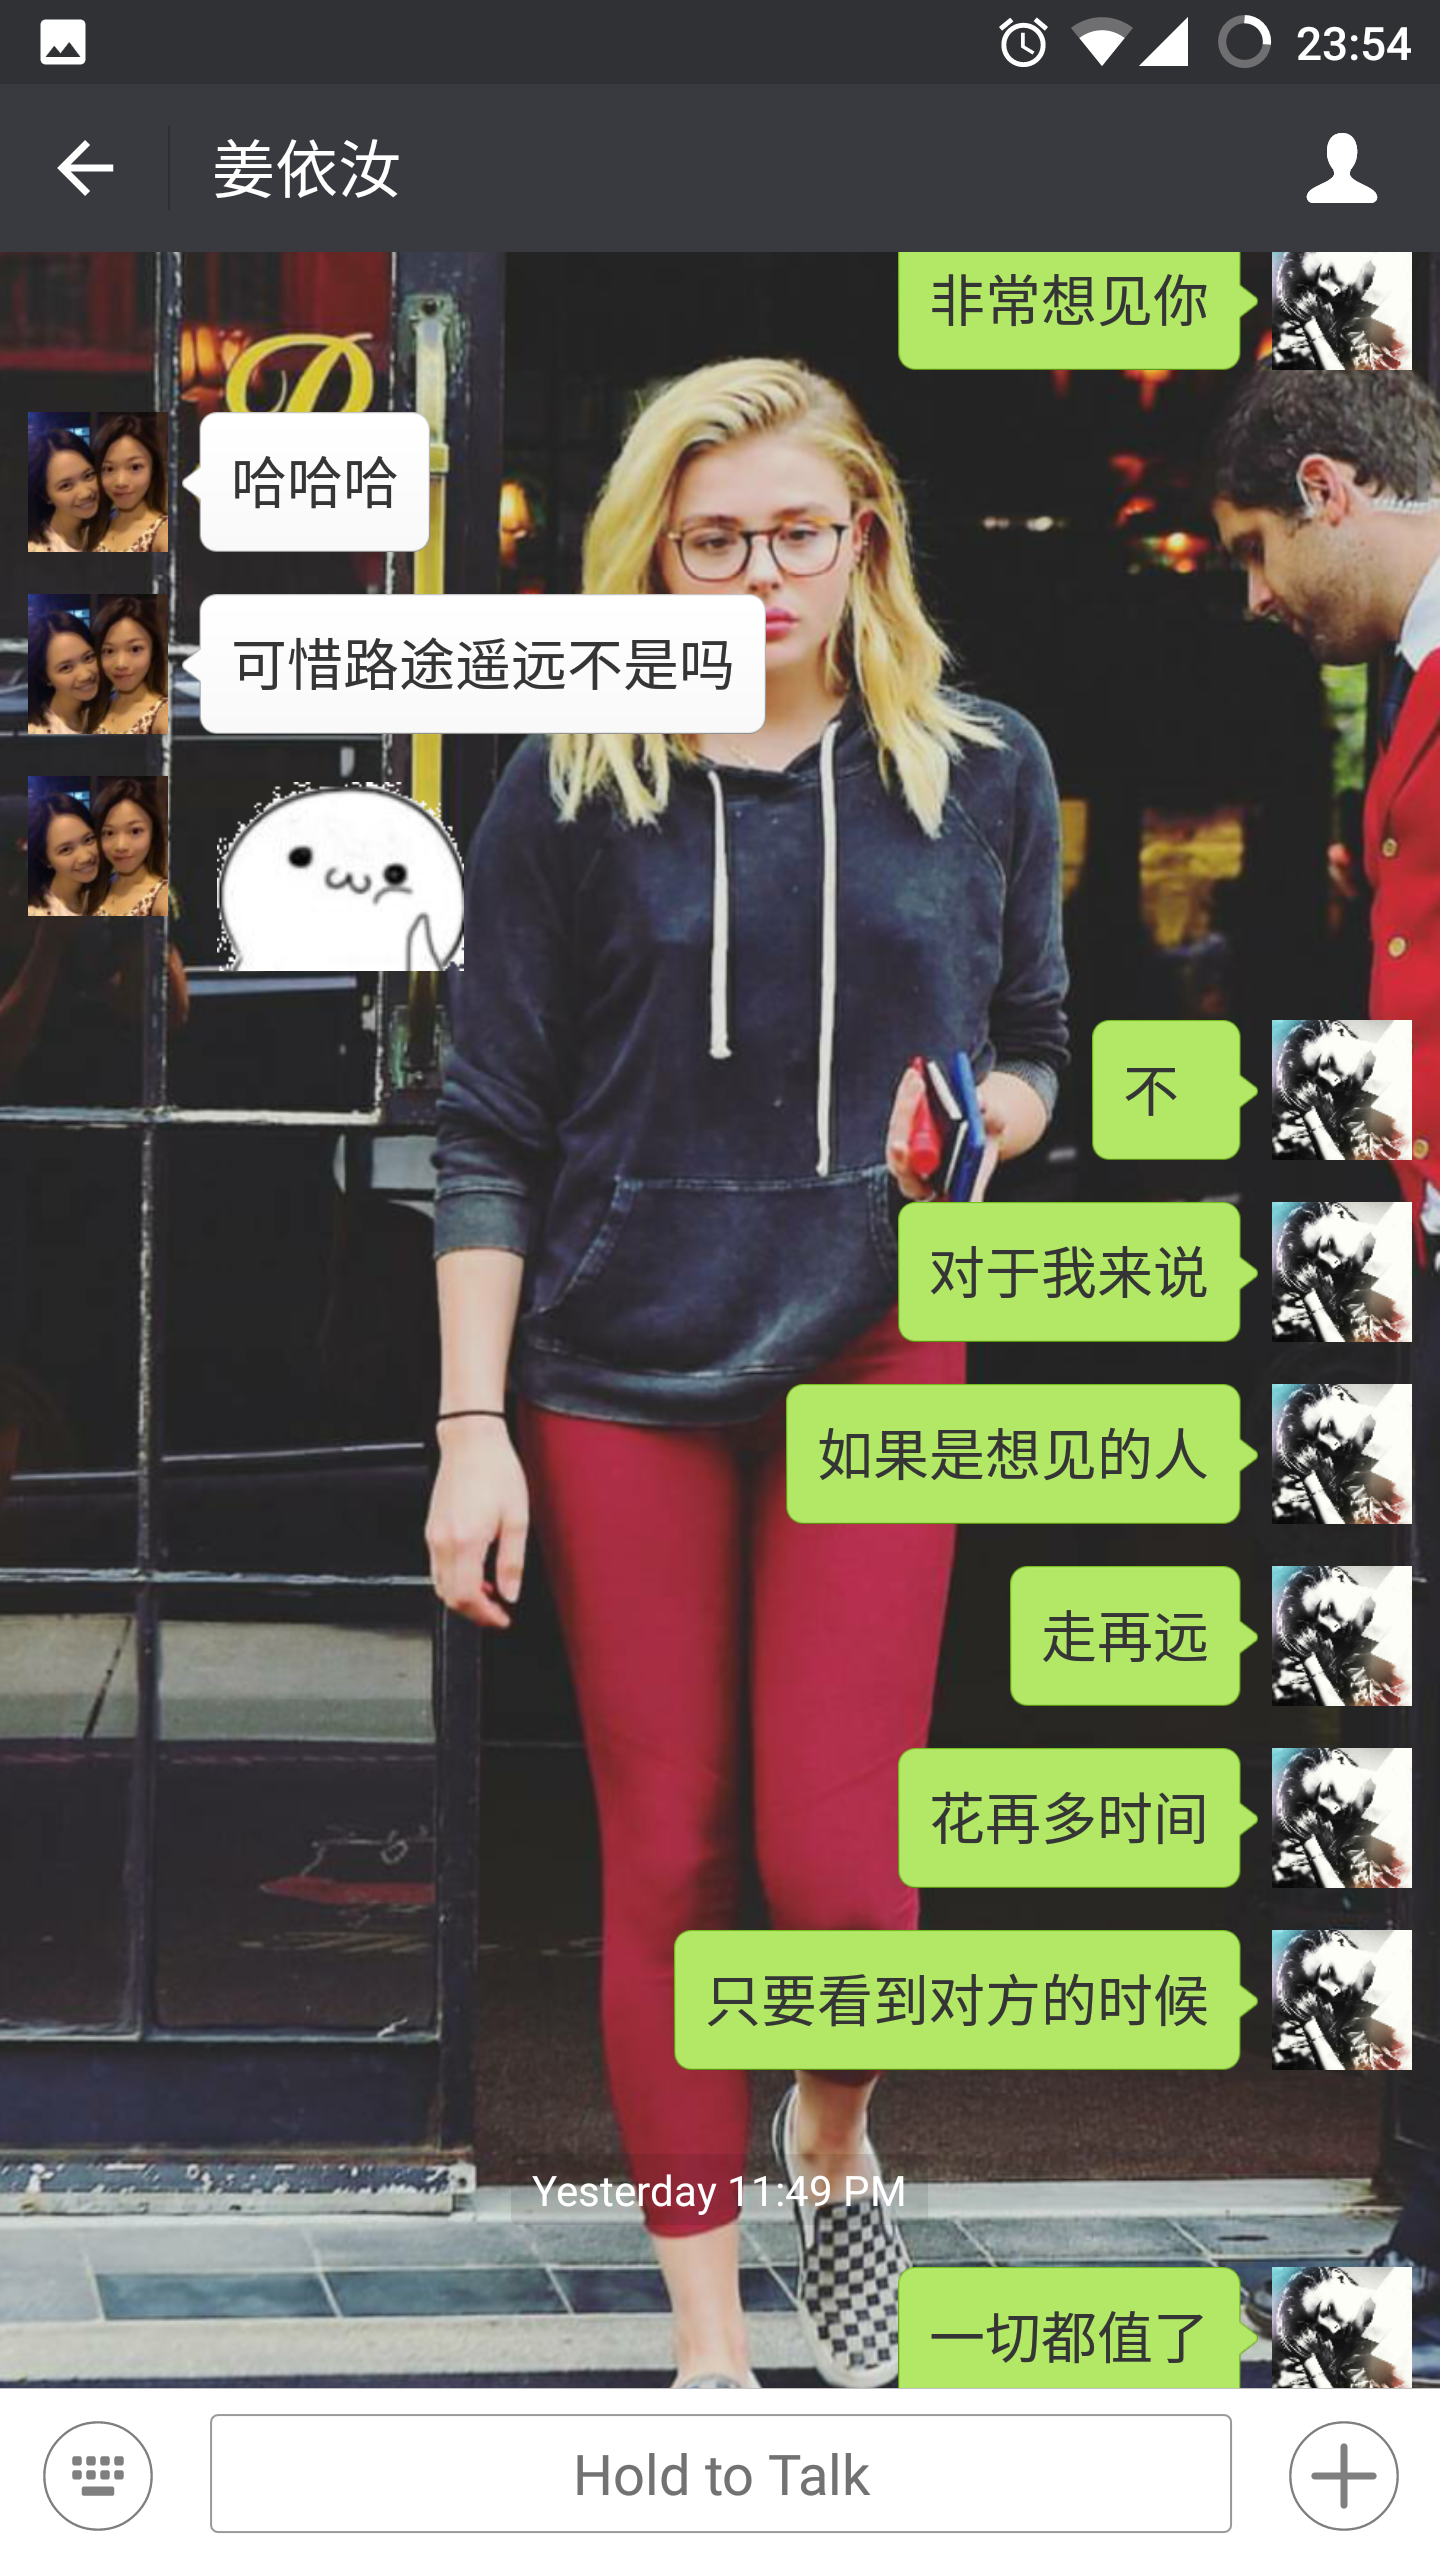 23:54
姜依汝
非常想见你
哈哈哈
可惜路途遥远不是吗
不
对于我来说
如果是想见的人
走再远
花再多时间
只要看到对方的时候
Yesterday 11:49 PM
一切都值了
Hold to Talk